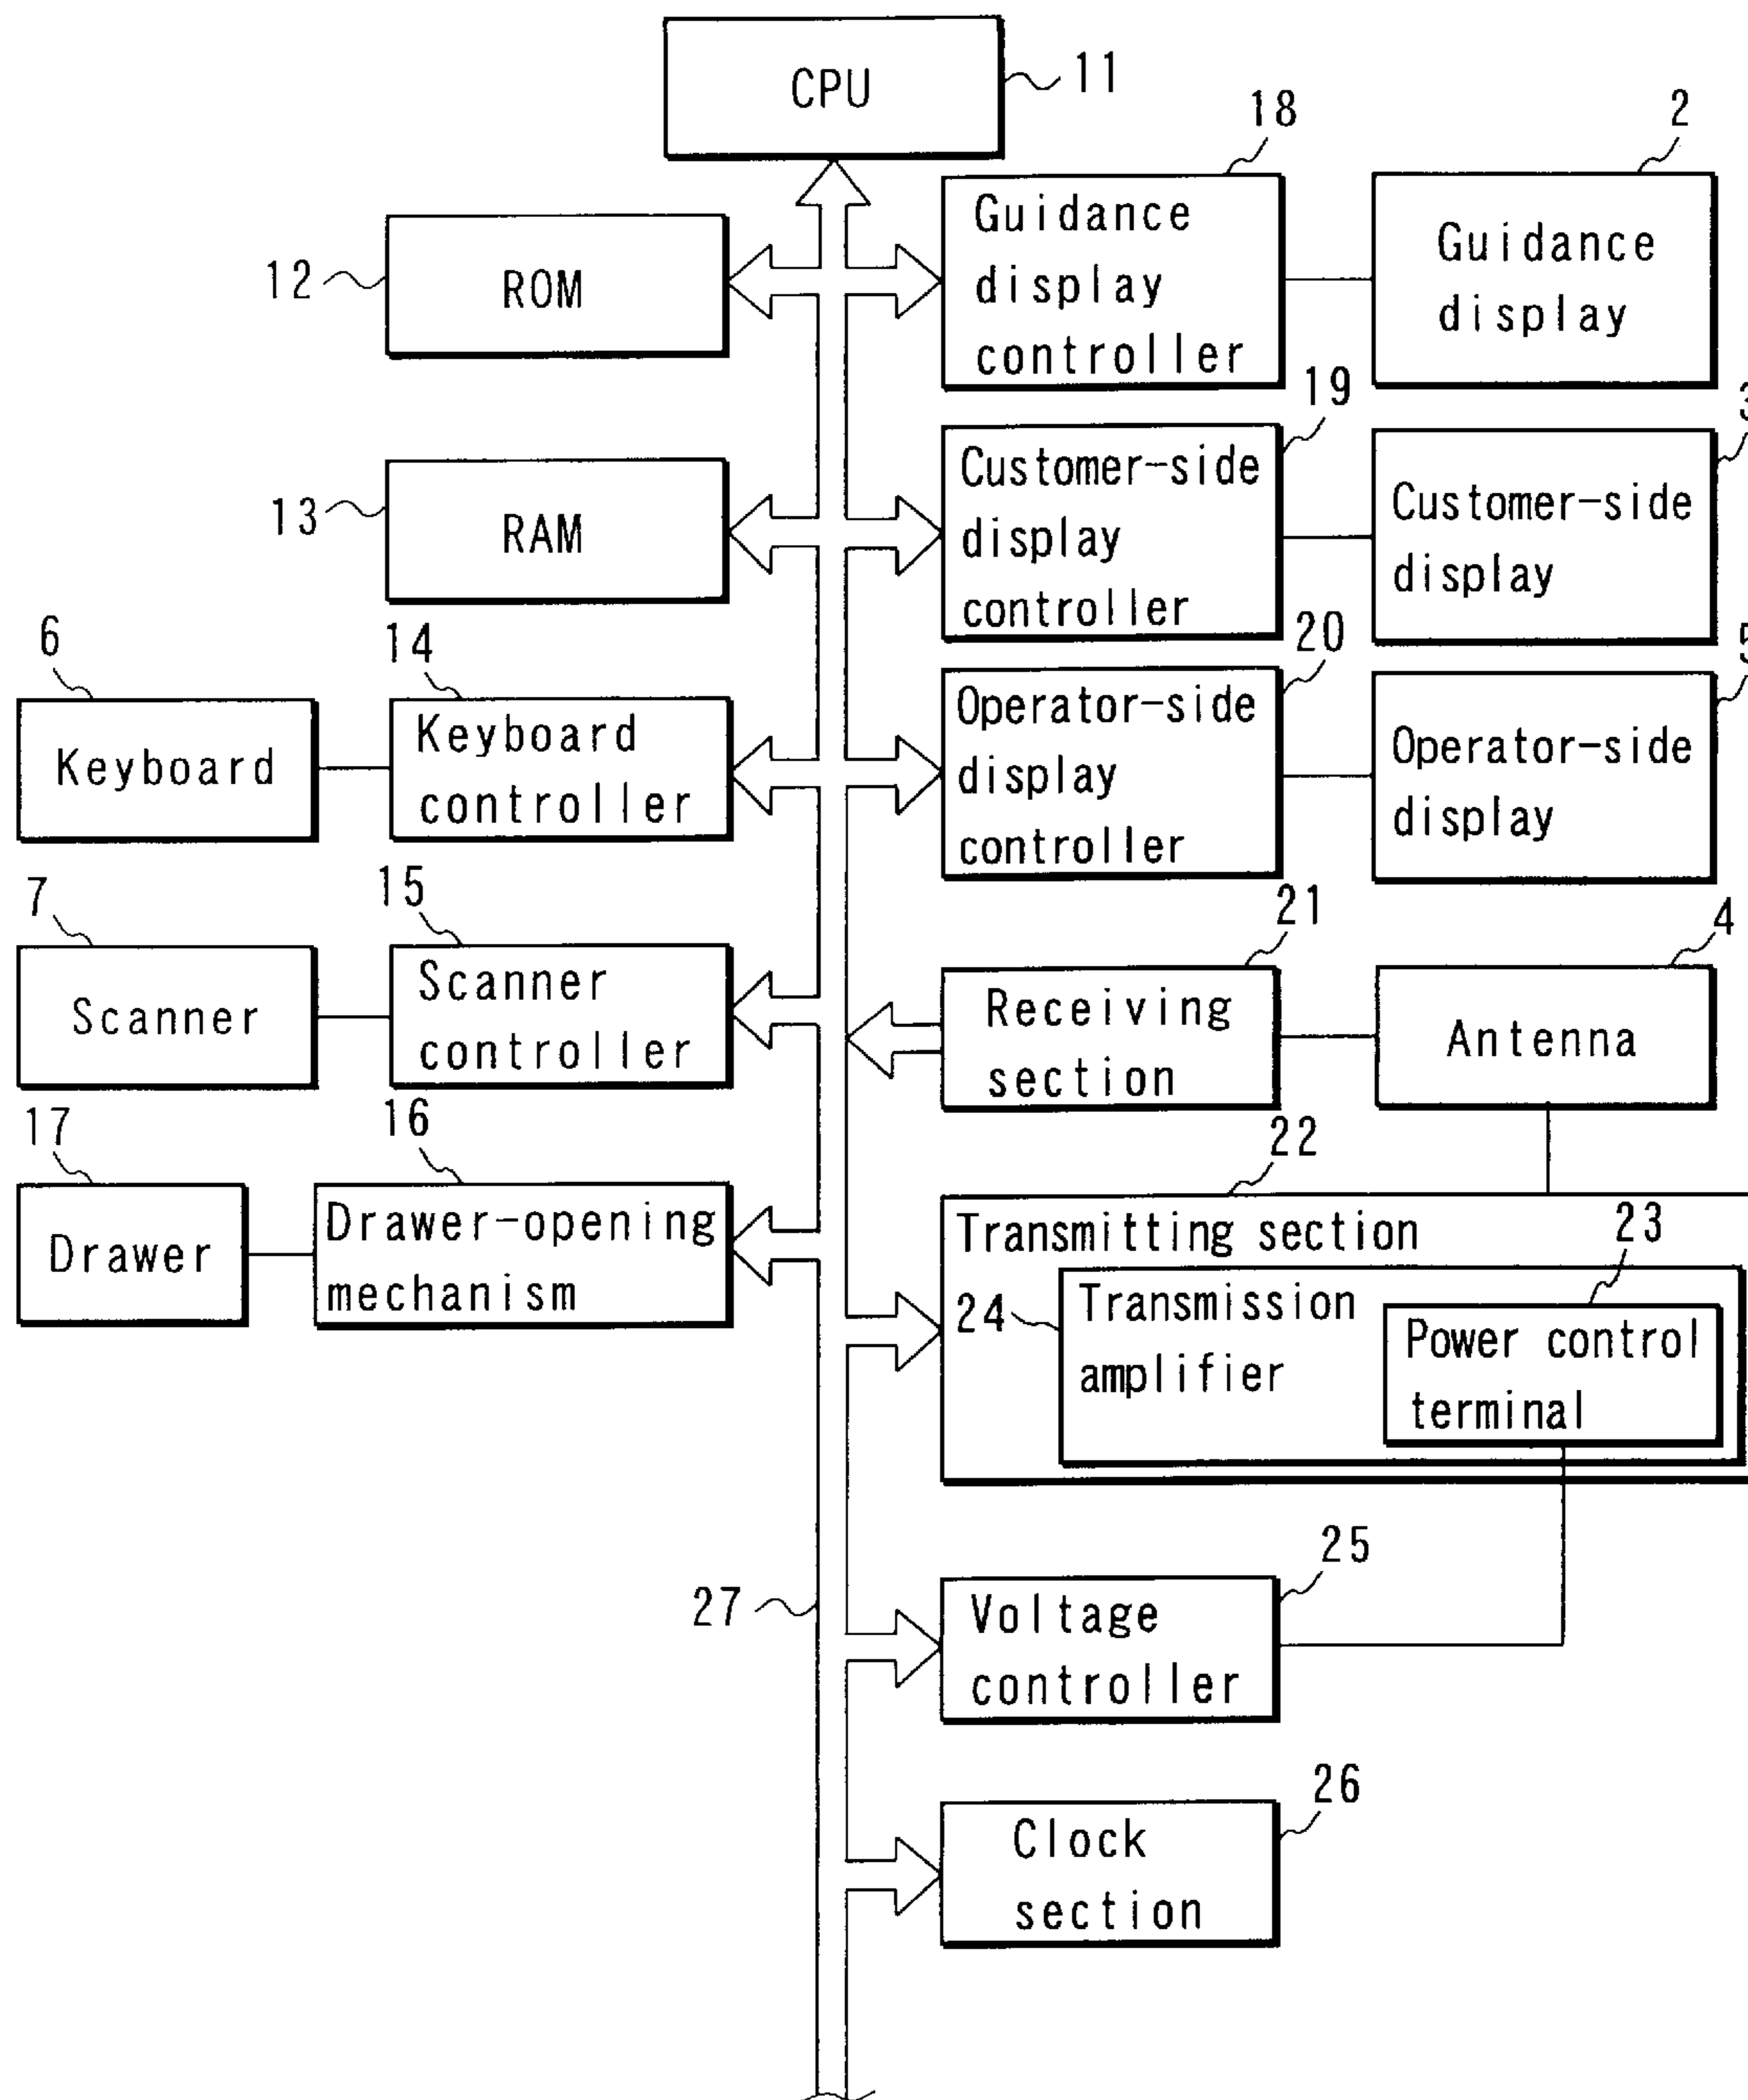 CPU
11
18
2
Guidance
display
controller
Guidance
display
12
ROM
19
3
Customer-side
display
controller
Customer-side
display
13
RAM
20
5
6
14
Keyboard
Keyboard
controller
Operator-side
display
controller
Operator-side
display
7
15
21
4
Scanner
Scanner
controller
Receiving
section
Antenna
17
16
22
Drawer
Drawer-opening
mechanism
Transmitting section
23
24
Transmission
amplifier
Power control
terminal
25
27
Voltage
controller
26
Clock
section